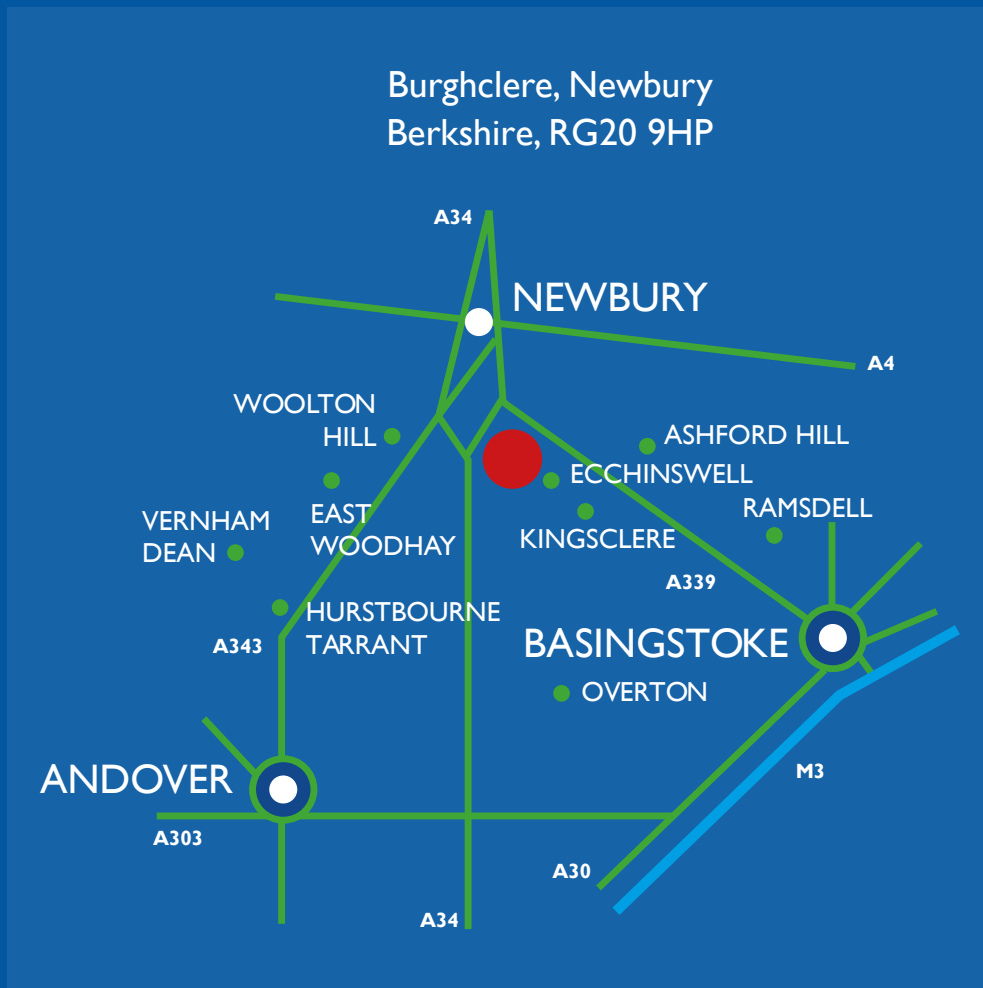 Burghclere, Newbury
Berkshire, RG20 9HP
A34
NEWBURY
A4
WOOLTON
HILL
ASHFORD HILL
ECCHINSWELL
RAMSDELL
EAST
WOODHAY
VERNHAM
DEAN
KINGSCLERE
A339
HURSTBOURNE
TARRANT
A343
BASINGSTOKE
OVERTON
ANDOVER
M3
A303
A30
A34